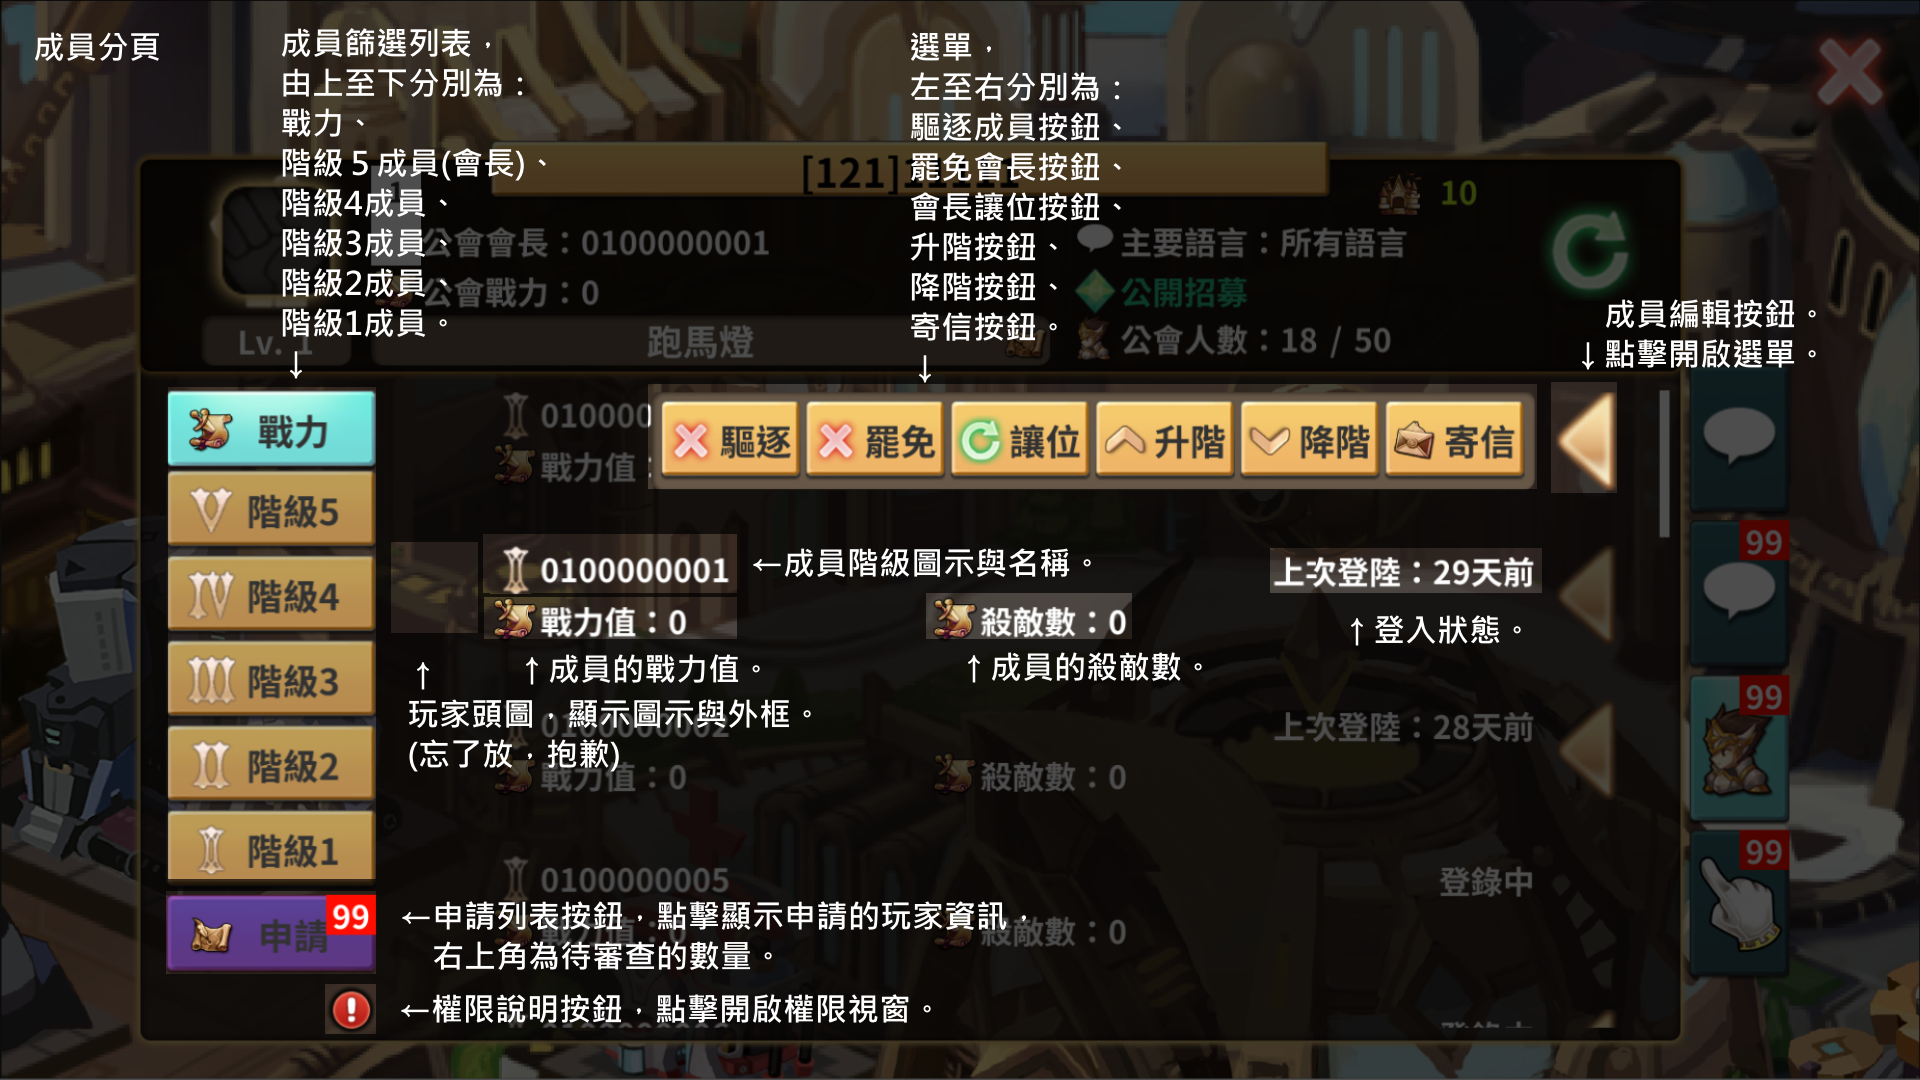 成員分頁
成員篩選列表，
由上至下分別為：
戰力、
階級５成員(會長)、
階級4成員、
階級3成員、
階級2成員、
階級1成員。
↓
選單，
左至右分別為：
驅逐成員按鈕、
罷免會長按鈕、
會長讓位按鈕、
升階按鈕、
降階按鈕、
寄信按鈕。
↓
成員編輯按鈕。
↓點擊開啟選單。
[121]11111
10
公會會長：0100000001
主要語言：所有語言
公會戰力：0
公開招募
Lv. 1
跑馬燈
公會人數：18 / 50
戰力
階級5
階級4
階級3
階級2
階級1
申請
99
01000
戰力值：
驅逐
罷免
讓位
升階
降階
寄信
0100000001
←成員階級圖示與名稱。
上次登陸：29天前
戰力值：0
殺敵數：0
↑登入狀態。
↑
↑成員的戰力值。
↑成員的殺敵數。
玩家頭圖，顯示圖示與外框。
(忘了放，抱歉)
0100000002
上次登陸：28天前
戰力值：0
殺敵數：0
0100000005
登錄中
殺敵數：0
←申請列表按鈕，點擊顯示申請的玩家資訊，
右上角為待審查的數量。
←權限說明按鈕，點擊開啟權限視窗。
99
99
99